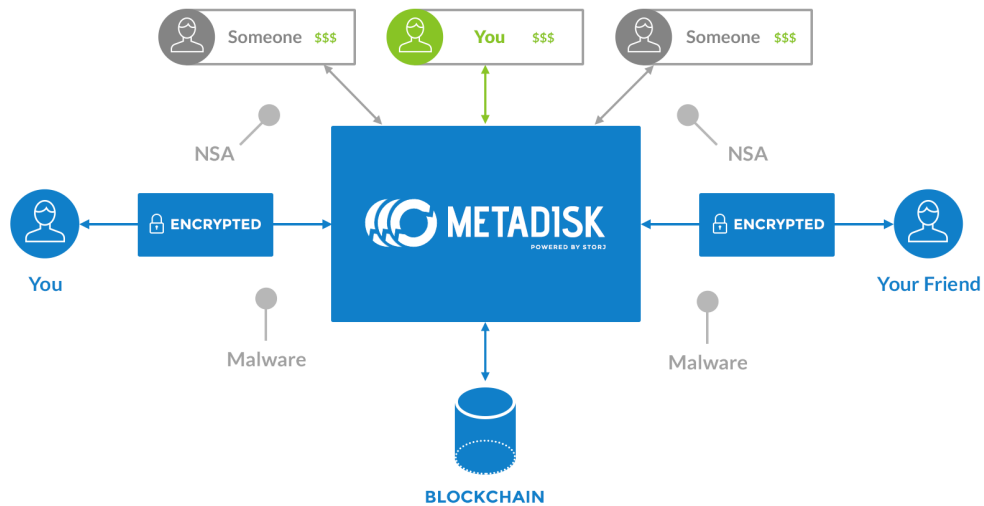 Someone $$$
You $$$
Someone $$$
NSA
NSA
ENCRYPTED
METADISK
POWERED BY STORJ
ENCRYPTED
You
Your Friend
Malware
Malware
BLOCKCHAIN